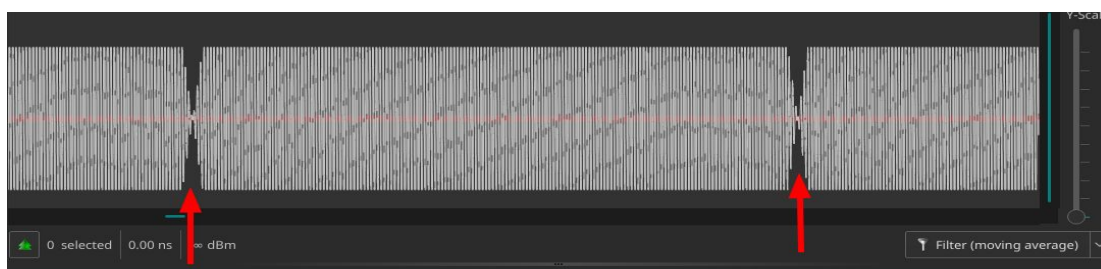 Y-Scal
0 selected
0.00 ns
∞ dBm
Filter (moving average)